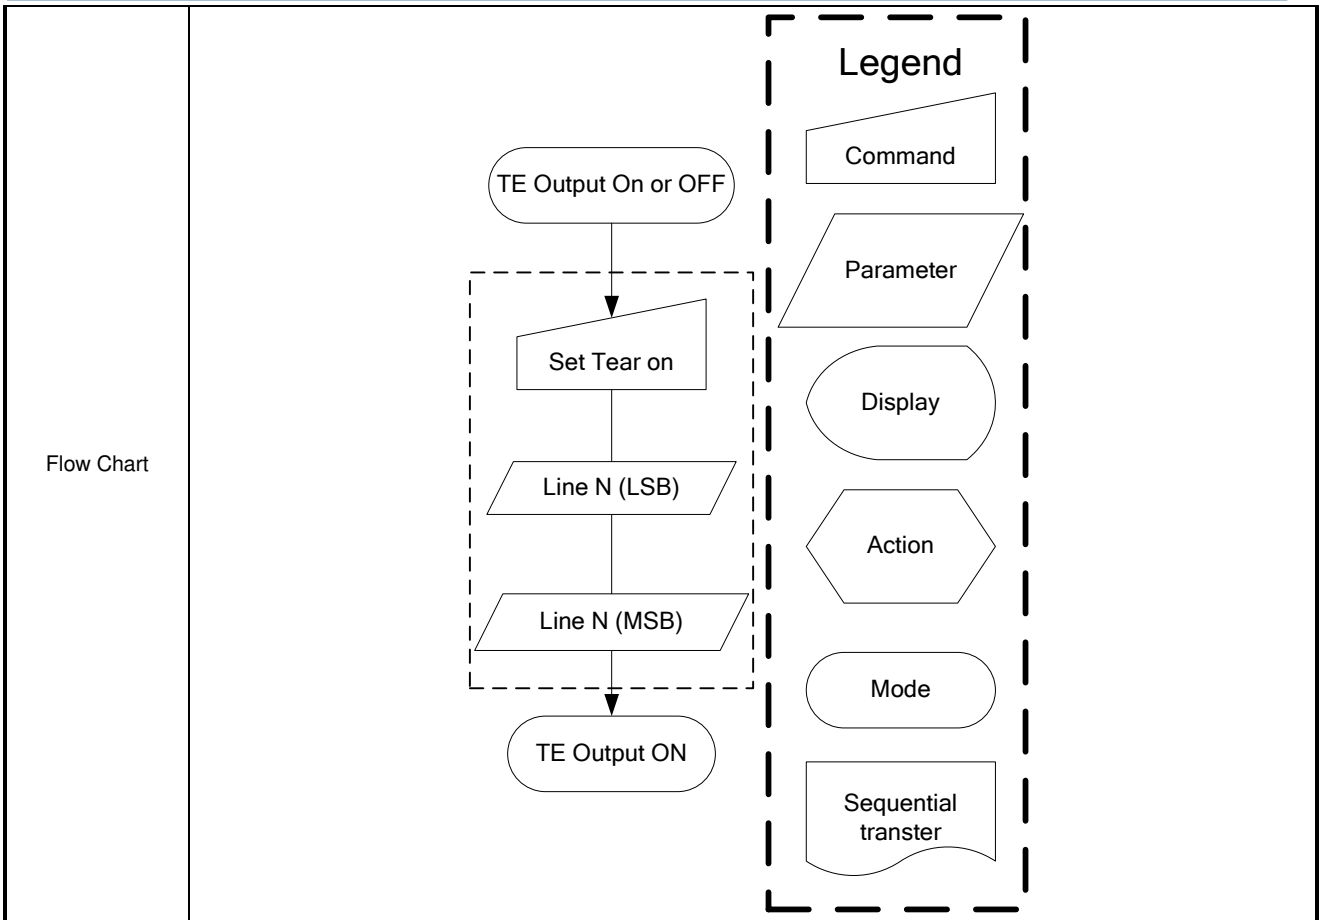 Flow Chart
TE Output On or OFF
Set Tear on
Line N (LSB)
Line N (MSB)
TE Output ON
Legend
Command
Parameter
Display
Action
Mode
Sequential
transter